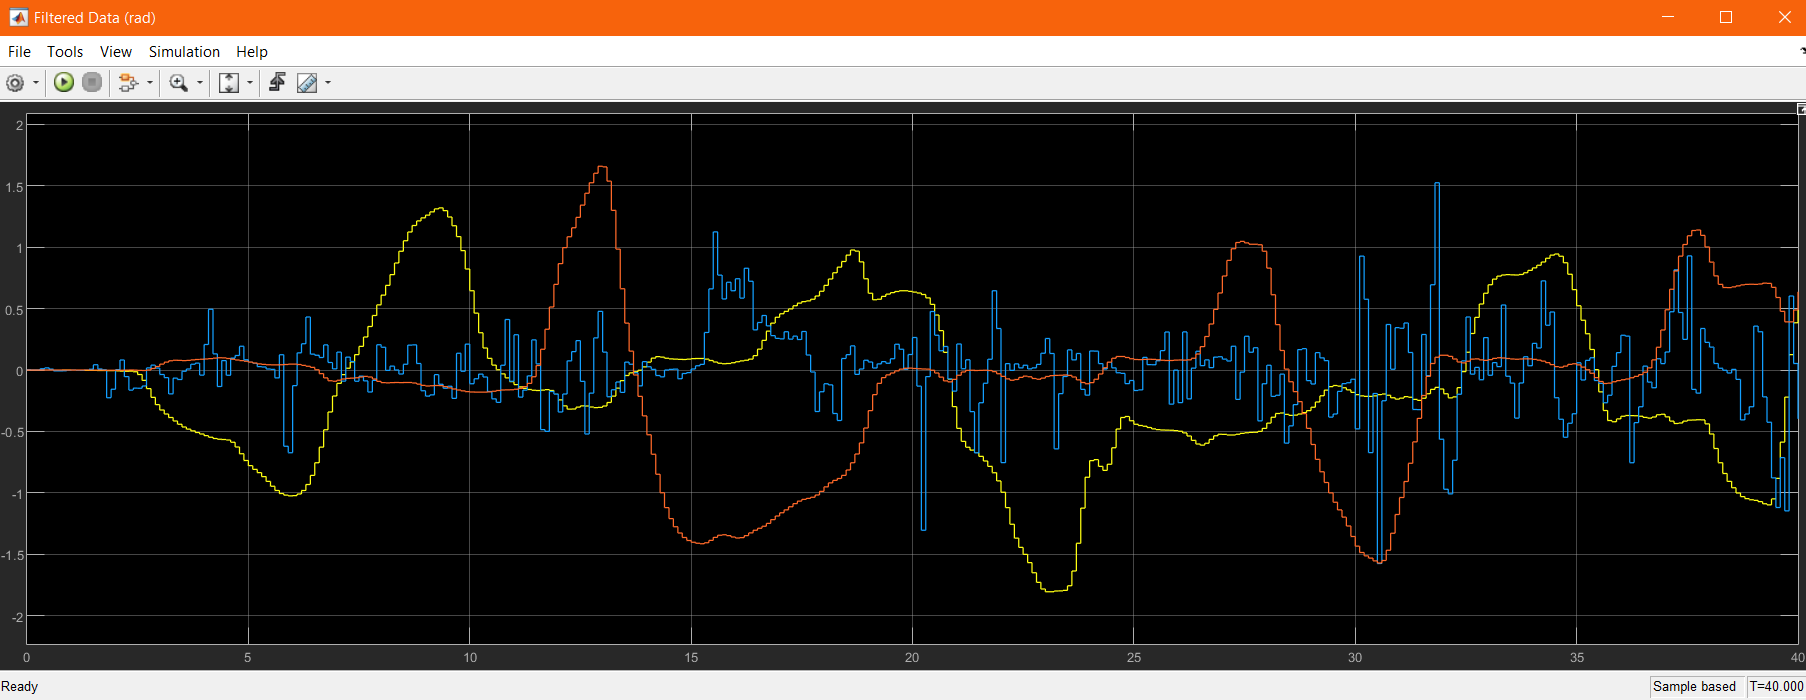 Filtered Data (rad)
File Tools View Simulation Help
2
1.5
1
0.5
0
-0.5
-1
-1.5
-2
0 5 10 15 20 25 30 35 40
Ready
Sample based T=40.000